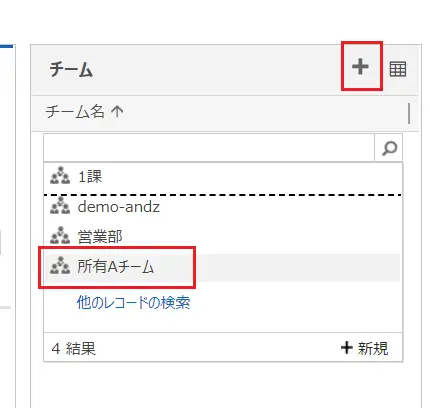 チーム
チーム名
1課
demo-andz
営業部
所有Aチーム
他のレコードの検索
4 結果
新規